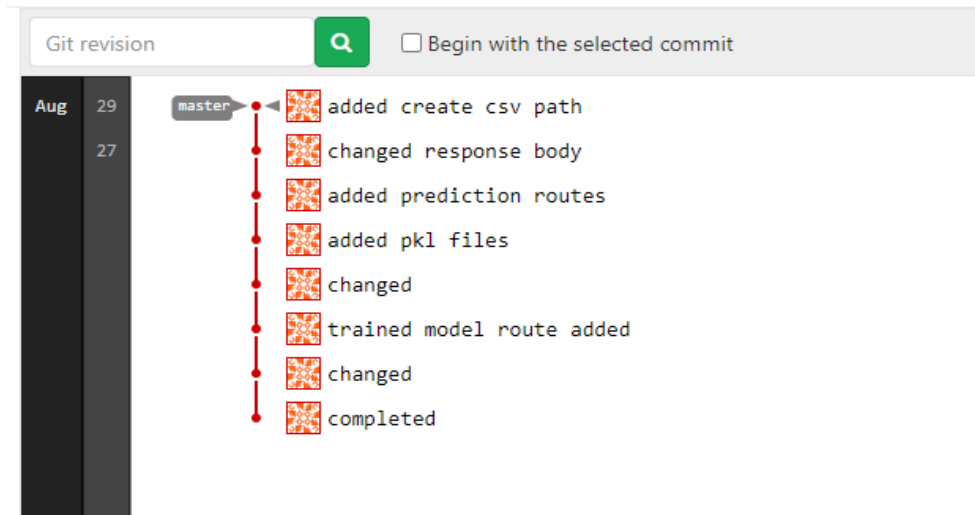 Git revision
Begin with the selected commit
Aug 29 master added create csv path
27 changed response body
added prediction routes
added pkl files
changed
trained model route added
changed
completed